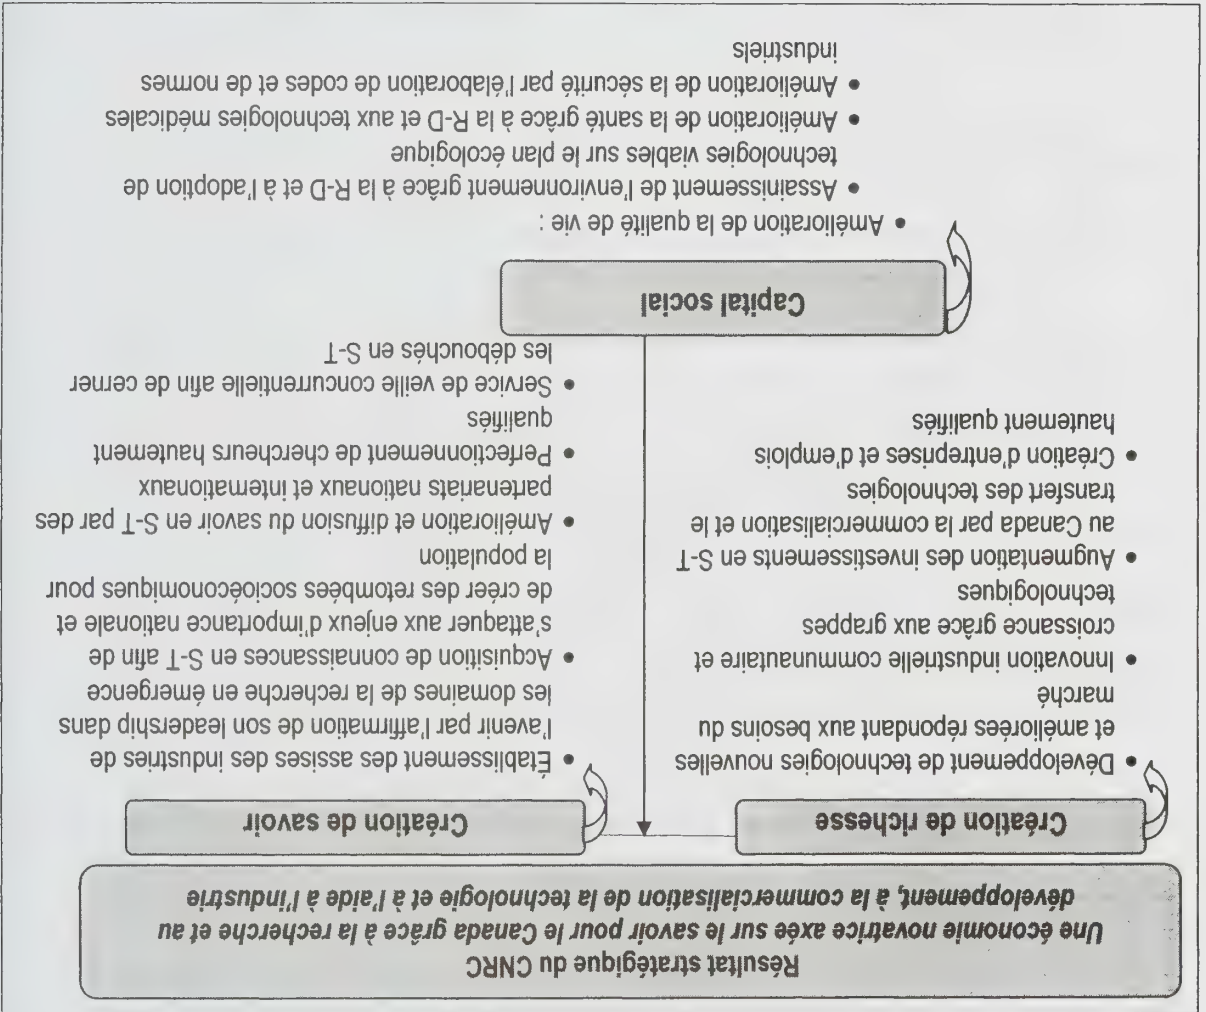 Résultat stratégique du CNRC
Une économie novatrice axée sur le savoir pour le Canada grâce à la recherche et au
développement, à la commercialisation de la technologie et à l'aide à l'industrie
Création de richesse
• Développement de technologies nouvelles
et améliorées répondant aux besoins du
marché
• Innovation industrielle communautaire et
croissance grâce aux grappes
technologiques
• Augmentation des investissements en S-T
au Canada par la commercialisation et le
transfert des technologies
• Création d'entreprises et d'emplois
hautement qualifiés
Création de savoir
• Établissement des assises des industries de
l'avenir par l'affirmation de son leadership dans
les domaines de la recherche en émergence
• Acquisition de connaissances en S-T afin de
s'attaquer aux enjeux d'importance nationale et
de créer des retombées socioéconomiques pour
la population
• Amélioration et diffusion du savoir en S-T par des
partenariats nationaux et internationaux
• Perfectionnement de chercheurs hautement
qualifiés
• Service de veille concurrentielle afin de cerner
les débouchés en S-T
Capital social
• Amélioration de la qualité de vie :
• Assainissement de l'environnement grâce à la R-D et à l'adoption de
technologies viables sur le plan écologique
• Amélioration de la santé grâce à la R-D et aux technologies médicales
• Amélioration de la sécurité par l'élaboration de codes et de normes
industriels